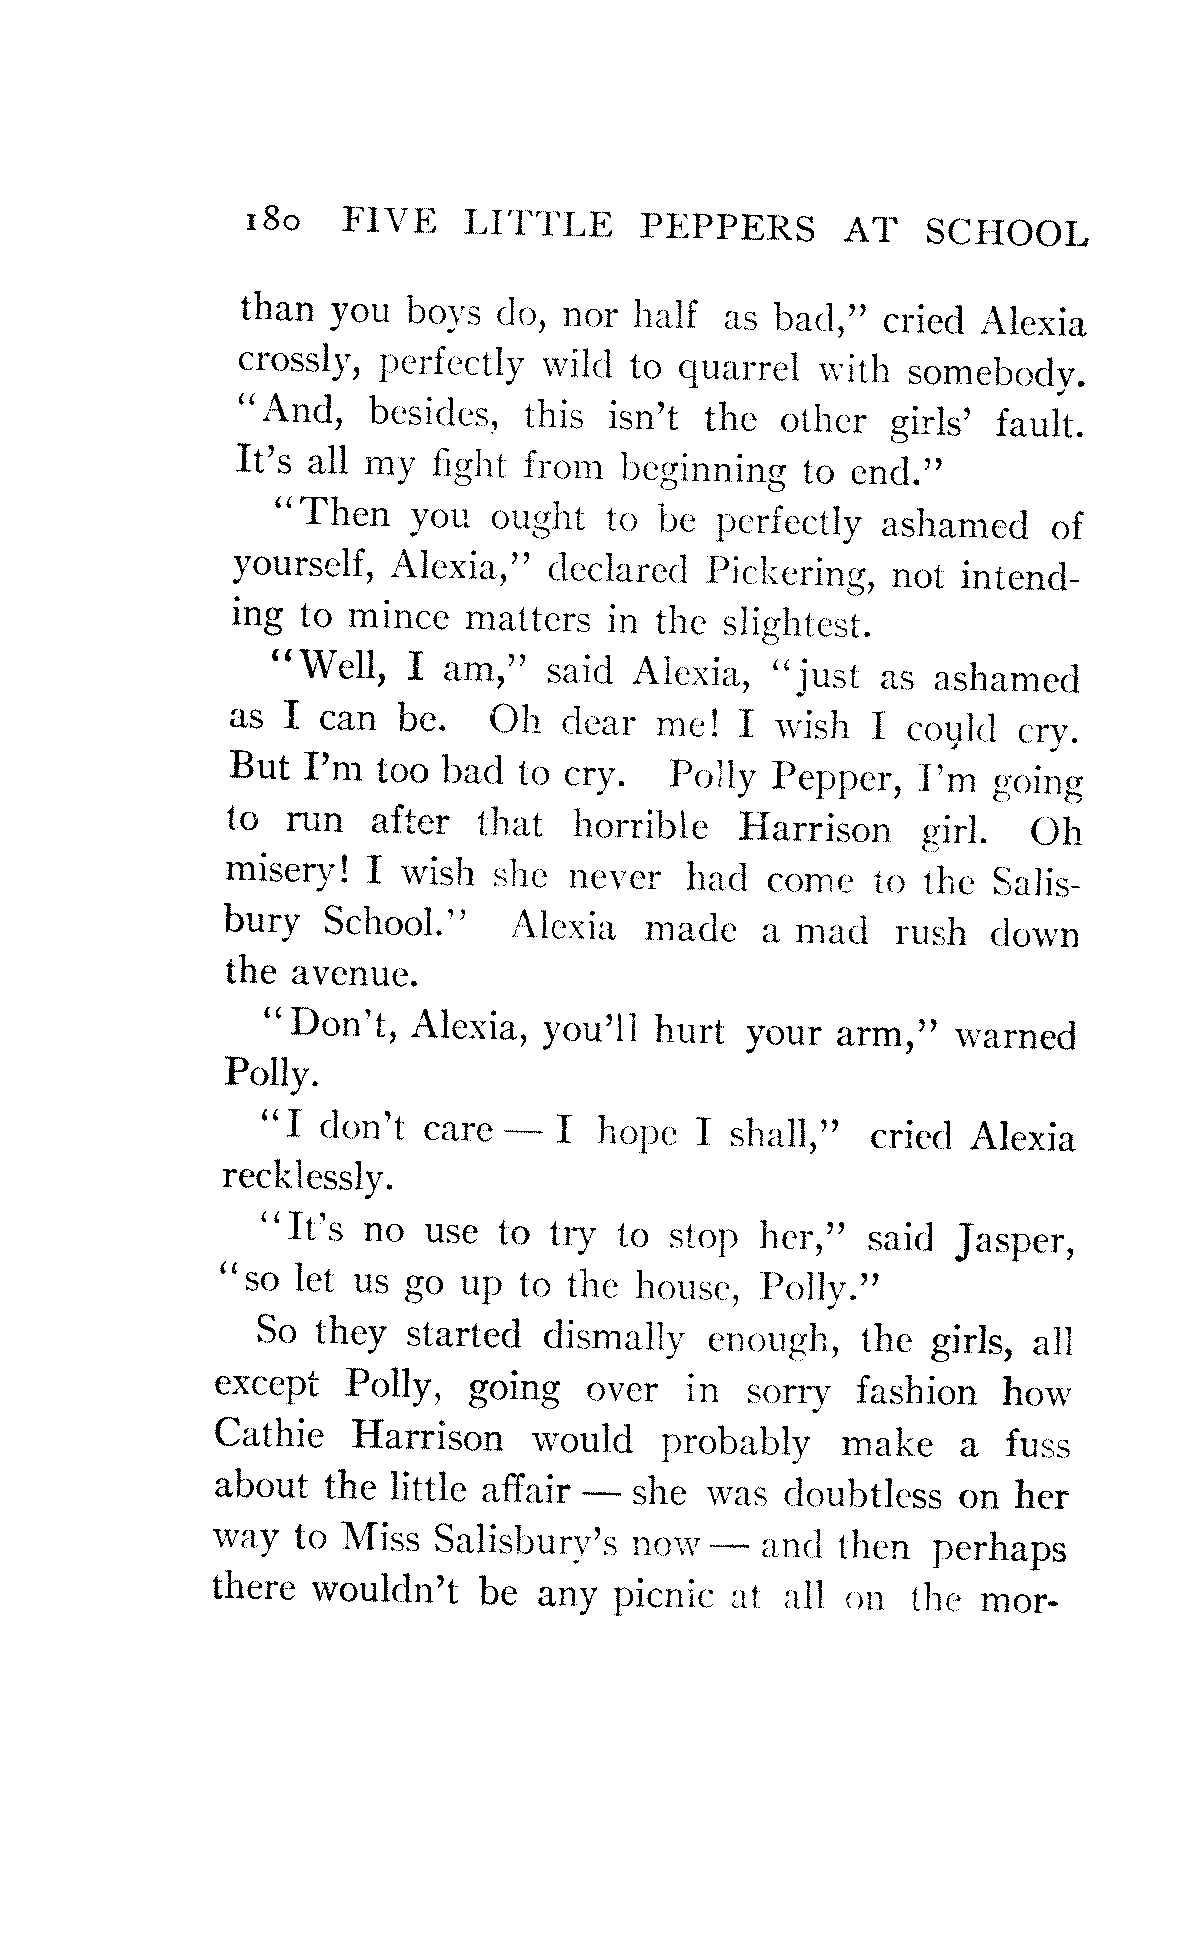 180 FIVE LITTLE PEPPERS AT SCHOOL
than you boys do, nor half as bad,” cried Alexia
crossly, perfectly wild to quarrel with somebody.
“And, besides, this isn’t the other girls’ fault.
It’s all my fight from beginning to end.”
“Then you ought to be perfectly ashamed of
yourself, Alexia,” declared Pickering, not intend-
ing to mince matters in the slightest.
“Well, I am,” said Alexia, “just as ashamed
as I can be. Oh dear me! I wish I could cry.
But I’m too bad to cry. Polly Pepper, I’m going
to run after that horrible Harrison girl. Oh
misery! I wish she never had come to the Salis-
bury School.” Alexia made a mad rush down
the avenue.
“Don’t, Alexia, you’ll hurt your arm,” warned
Polly.
“I don’t care — I hope I shall,” cried Alexia
recklessly.
“It’s no use to try to stop her,” said Jasper,
“so let us go up to the house, Polly.”
So they started dismally enough, the girls, all
except Polly, going over in sorry fashion how
Cathie Harrison would probably make a fuss
about the little affair — she was doubtless on her
way to Miss Salisbury’s now — and then perhaps
there wouldn’t be any picnic at all on the mor-